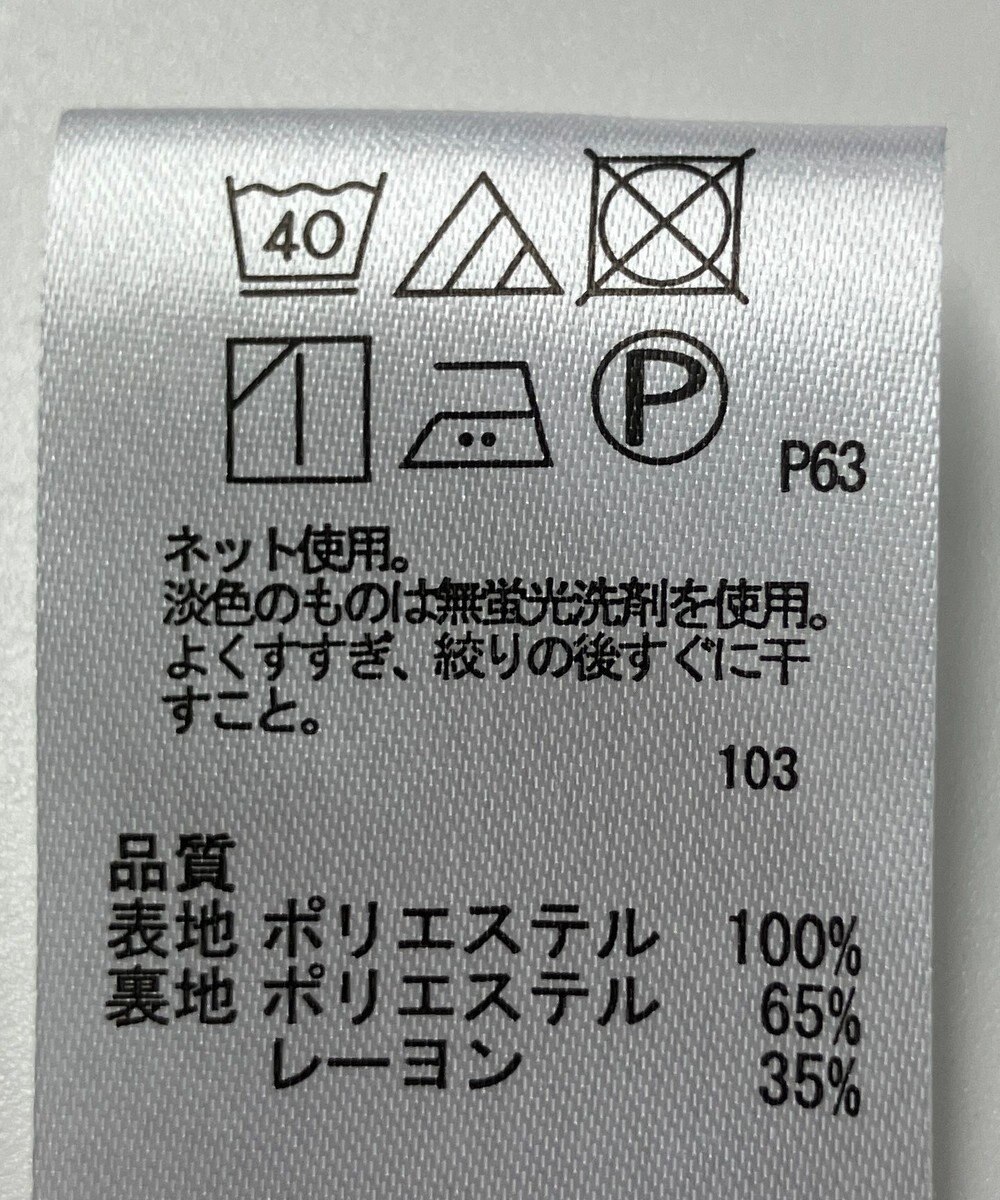 40
P
P63
ネット使用。
淡色のものは無蛍光洗剤を使用。
よくすすぎ、絞りの後すぐに干
すこと。
103
品質
表地 ポリエステル 100%
裏地 ポリエステル 65%
レーヨン 35%